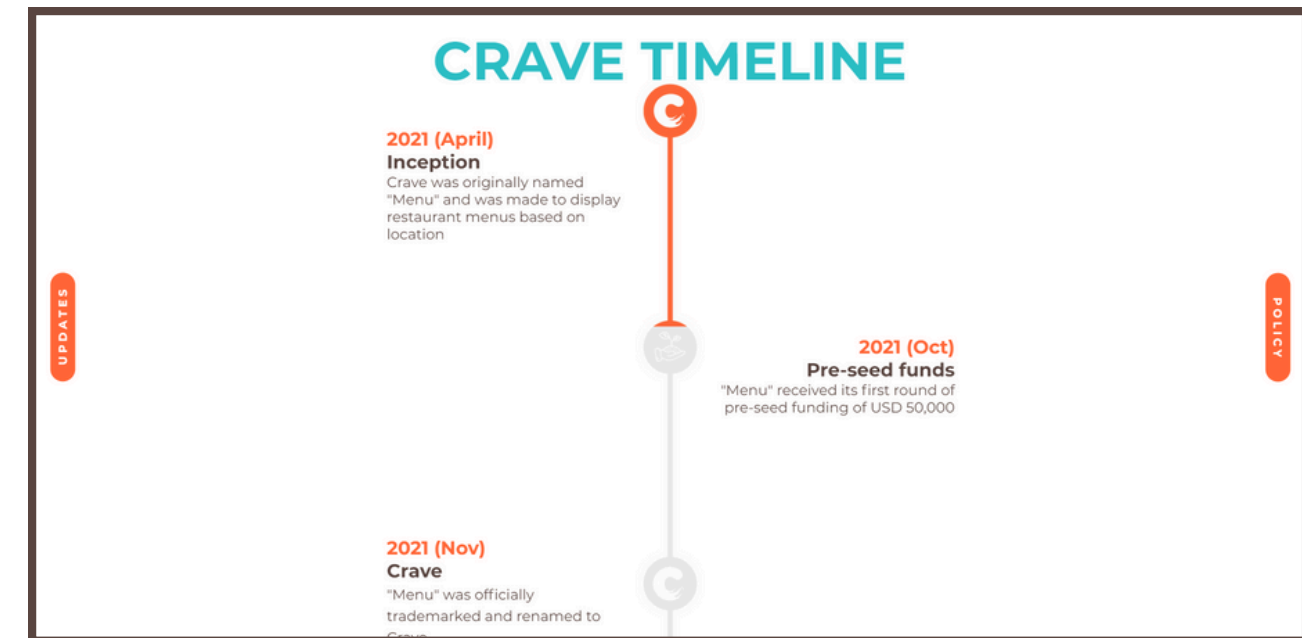 CRAVE TIMELINE
2021 (April)
Inception
Crave was originally named
"Menu" and was made to display
restaurant menus based on
location
UPDATES
POLICY
2021 (Oct)
Pre-seed funds
"Menu" received its first round of
pre-seed funding of USD 50,000
2021 (Nov)
Crave
"Menu" was officially
trademarked and renamed to
Crave